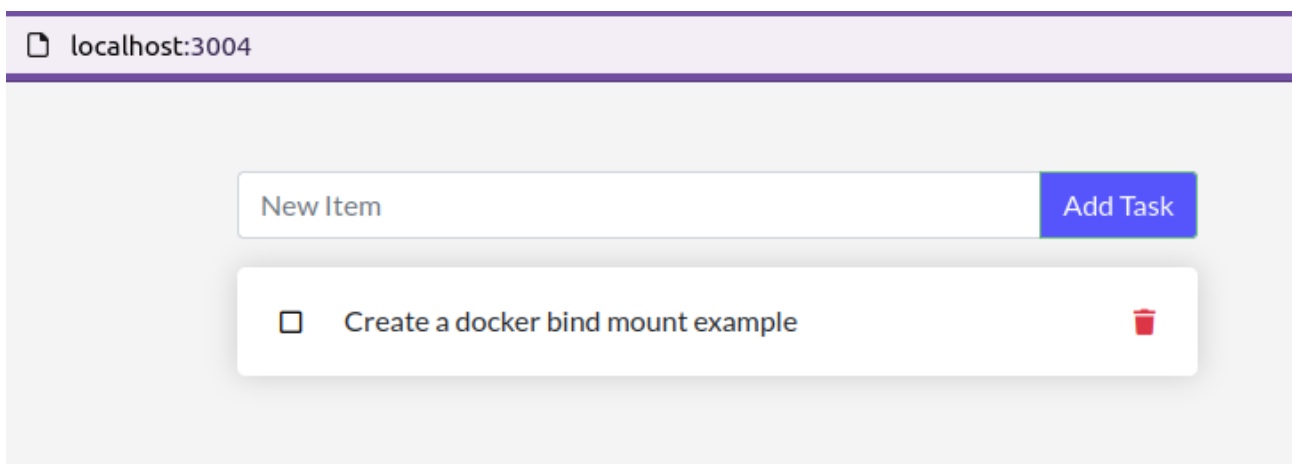 localhost:3004
New Item
Add Task
Create a docker bind mount example